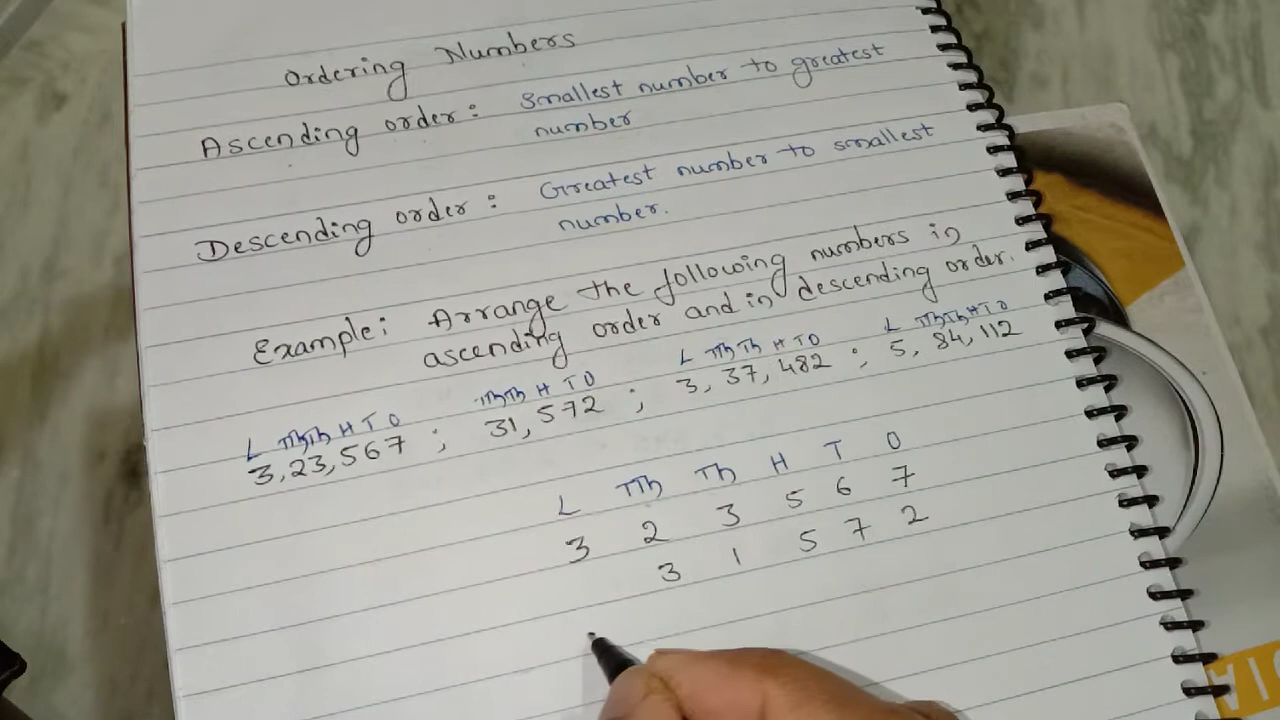 Ordering Numbers
Ascending order: Smallest number to greatest
number
Descending order: Greatest number to smallest
number.
Example: Arrange the following numbers in
ascending order and in descending order.
L TTh Th H T O TTh Th H T O L TTh Th H T O L TTh Th H T O
3,23,567 ; 31,572 ; 3,37,482 ; 5,84,112
L TTh Th H T O
3 2 3 5 6 7
3 1 5 7 2